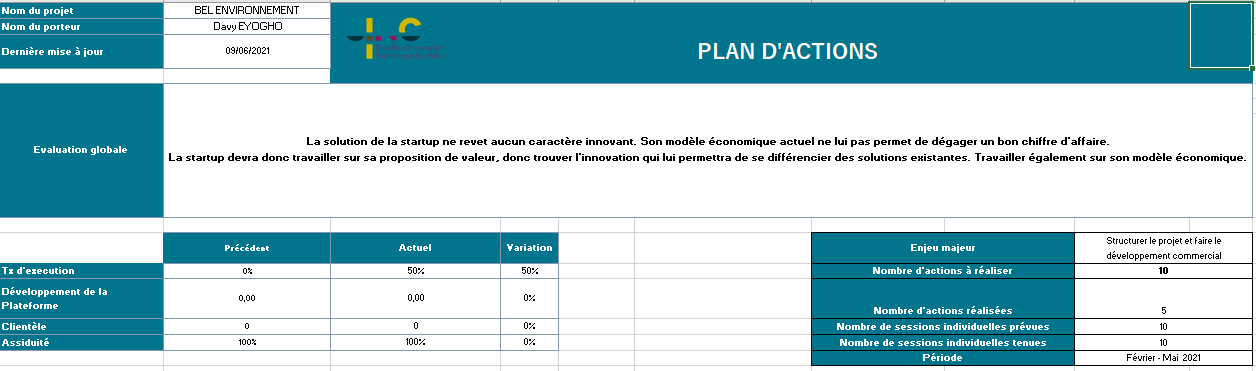 Nom du projet BEL ENVIRONNEMENT
Nom du porteur Davy EYOGHO
Dernière mise à jour 09/06/2021
PLAN D'ACTIONS
Evaluation globale
La solution de la startup ne revet aucun caractère innovant. Son modèle économique actuel ne lui pas permet de dégager un bon chiffre d'affaire.
La startup devra donc travailler sur sa proposition de valeur, donc trouver l'innovation qui lui permettra de se différencier des solutions existantes. Travailler également sur son modèle économique.
Précédent Actuel Variation
Tx d'execution 0% 50% 50%
Développement de la
Plateforme 0,00 0,00 0%
Clientèle 0 0 0%
Assiduité 100% 100% 0%
Enjeu majeur Structurer le projet et faire le
développement commercial
Nombre d'actions à réaliser 10
Nombre d'actions réalisées 5
Nombre de sessions individuelles prévues 10
Nombre de sessions individuelles tenues 10
Période Février - Mai 2021